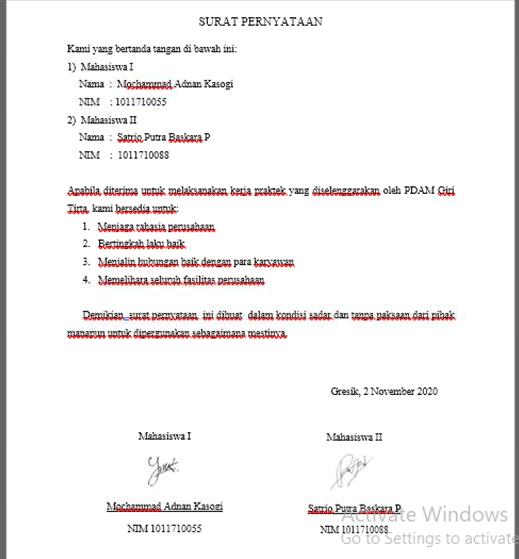 SURAT PERNYATAAN
Kami yang bertanda tangan di bawah ini:
1) Mahasiswa I
Nama : Mochammad Adnan Kasogi
NIM : 1011710055
2) Mahasiswa II
Nama : Satrio Putra Baskara P
NIM : 1011710088
Apabila diterima untuk melaksanakan kerja praktek yang diselenggarakan oleh PDAM Giri
Tirta, kami bersedia untuk:
1. Menjaga rahasia perusahaan
2. Bertingkah laku baik
3. Menjalin hubungan baik dengan para karyawan
4. Memelihara seluruh fasilitas perusahaan
Demikian surat pernyataan ini dibuat dalam kondisi sadar dan tanpa paksaan dari pihak
manapun untuk dipergunakan sebagaimana mestinya.
Gresik, 2 November 2020
Mahasiswa I Mahasiswa II
Mochammad Adnan Kasogi Satrio Putra Baskara P
NIM 1011710055 NIM 1011710088
Activate Windows
Go to Settings to activate